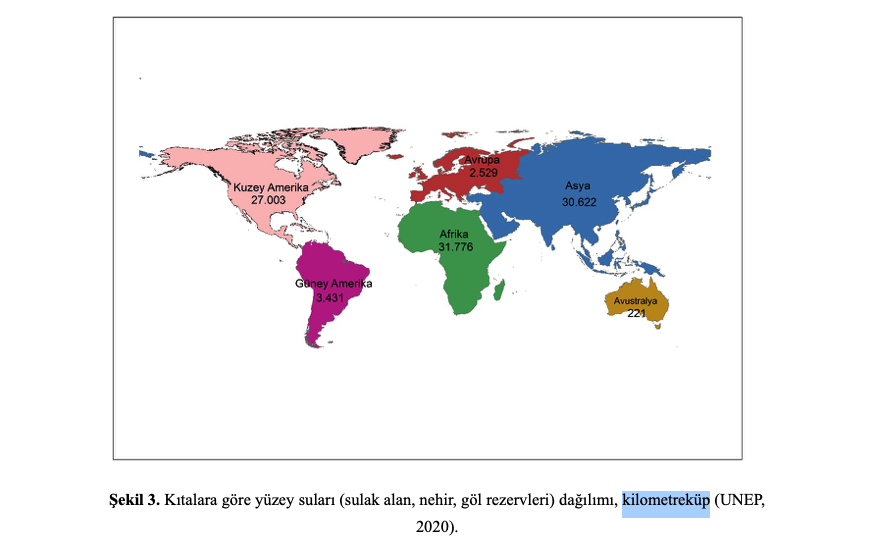 Kuzey Amerika
27.003
Avrupa
2.529
Asya
30.622
Afrika
31.776
Güney Amerika
3.431
Avustralya
221
Şekil 3. Kıtalara göre yüzey suları (sulak alan, nehir, göl rezervleri) dağılımı, kilometreküp (UNEP,
2020).